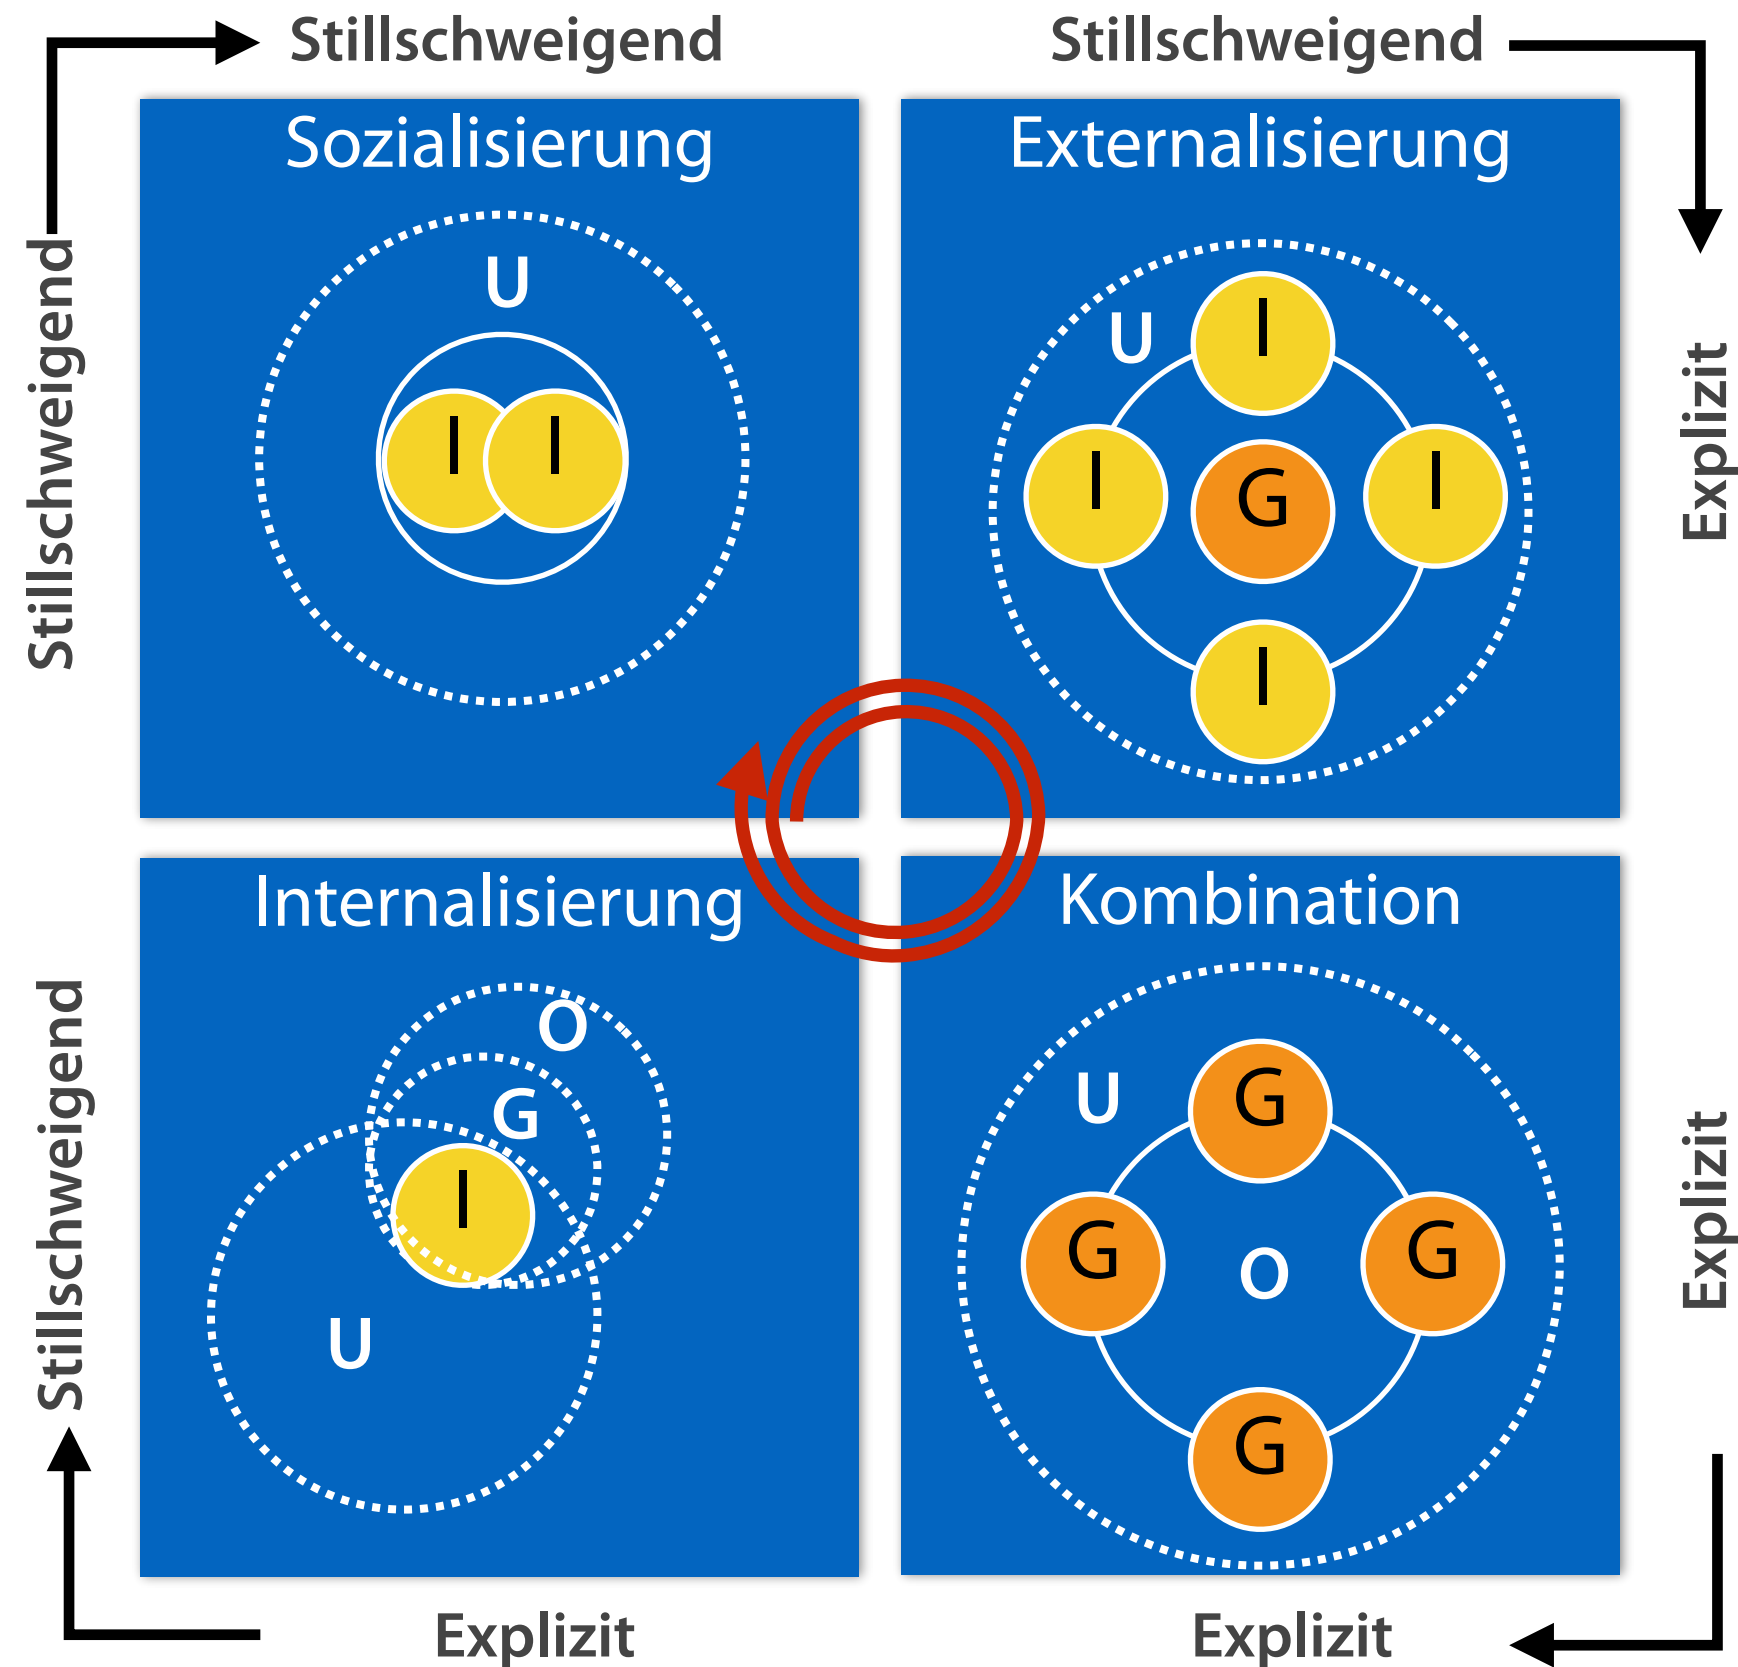 Stillschweigend
Stillschweigend
Stillschweigend
Sozialisierung
U
I
I
Externalisierung
U
I
I
G
I
I
Explizit
Stillschweigend
Internalisierung
O
G
I
U
Kombination
U
G
G
O
G
G
Explizit
Explizit
Explizit